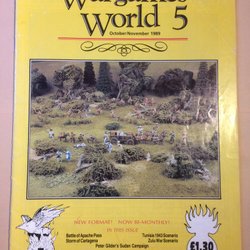 Wargames
World 5
October/November 1989
NEW FORMAT! NOW BI-MONTHLY!
IN THIS ISSUE
Battle of Apache Pass
Storm of Cartagena
Tunisia 1943 Scenario
Zulu War Scenario
Peter Gilder's Sudan Campaign
£1.30